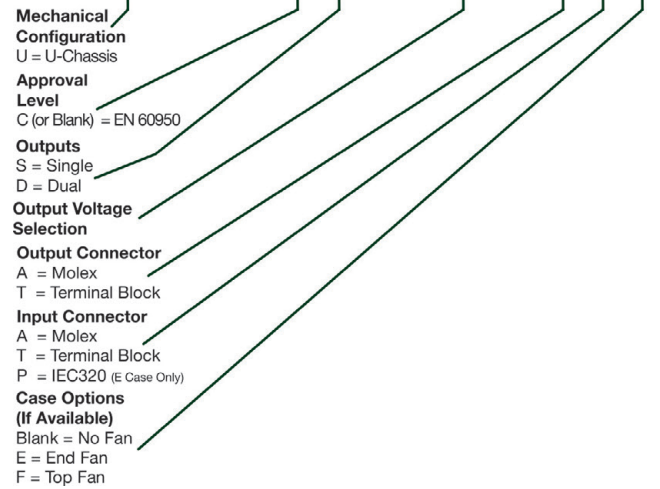 Mechanical
Configuration
U = U-Chassis
Approval
Level
C (or Blank) = EN 60950
Outputs
S = Single
D = Dual
Output Voltage
Selection
Output Connector
A = Molex
T = Terminal Block
Input Connector
A = Molex
T = Terminal Block
P = IEC320 (E Case Only)
Case Options
(If Available)
Blank = No Fan
E = End Fan
F = Top Fan